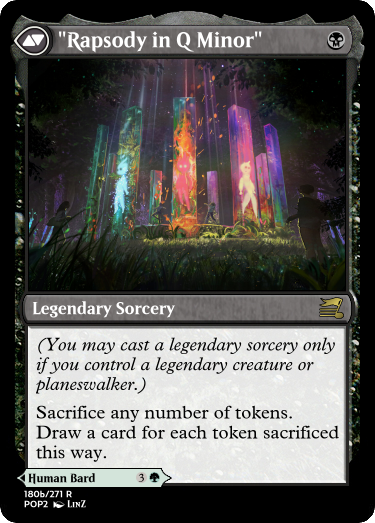 "Rapsody in Q Minor"
Legendary Sorcery
(You may cast a legendary sorcery only
if you control a legendary creature or
planeswalker.)
Sacrifice any number of tokens.
Draw a card for each token sacrificed
this way.
Human Bard 3
180b/271 R
POP2 LinZ